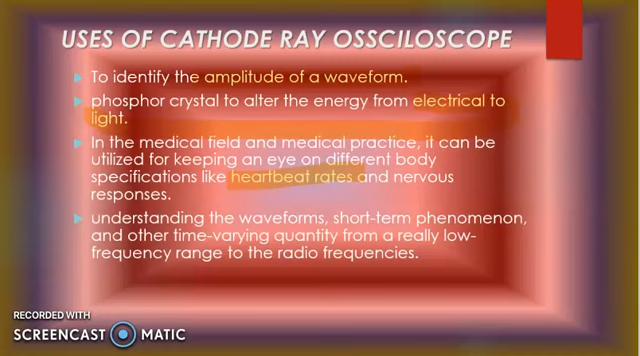 USES OF CATHODE RAY OSSCILOSCOPE
To identify the amplitude of a waveform.
phosphor crystal to alter the energy from electrical to
light.
In the medical field and medical practice, it can be
utilized for keeping an eye on different body
specifications like heartbeat rates and nervous
responses.
understanding the waveforms, short-term phenomenon,
and other time-varying quantity from a really low-
frequency range to the radio frequencies.
RECORDED WITH
SCREENCAST MATIC